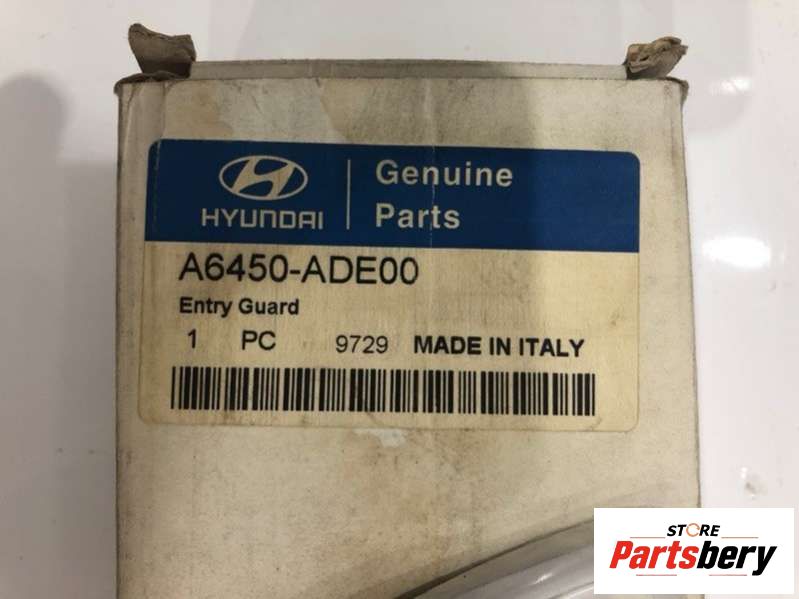 HYUNDAI
Genuine
Parts
A6450-ADE00
Entry Guard
1 PC 9729 MADE IN ITALY
STORE
Partsbery